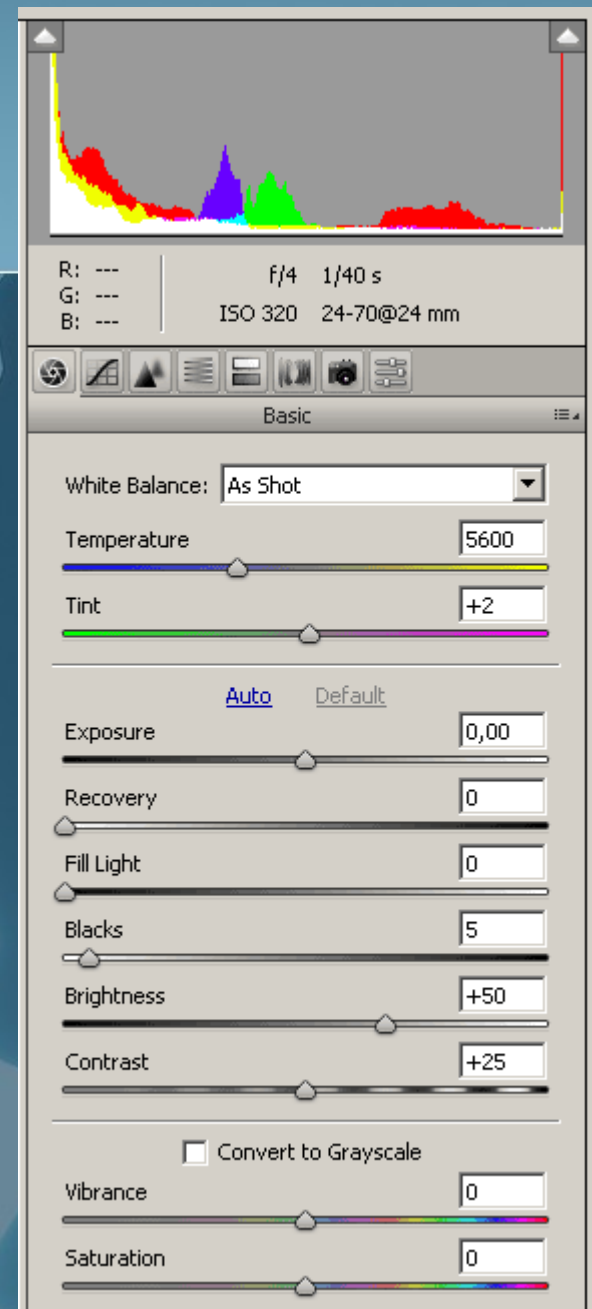 R: --- f/4 1/40 s
G: ---
B: --- ISO 320 24-70@24 mm
Basic
White Balance: As Shot
Temperature 5600
Tint +2
Auto Default
Exposure 0,00
Recovery 0
Fill Light 0
Blacks 5
Brightness +50
Contrast +25
Convert to Grayscale
Vibrance 0
Saturation 0